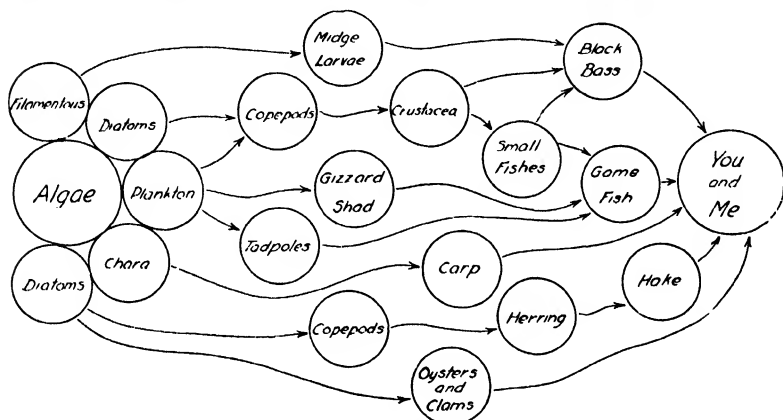 Midge
Larvae
Black
Bass
Filamentous
Diatoms
Copepods
Crustacea
Small
Fishes
You
and
Me
Algae
Plankton
Gizzard
Shad
Game
Fish
Tadpoles
Chara
Carp
Diatoms
Copepods
Herring
Hake
Oysters
and
Clams